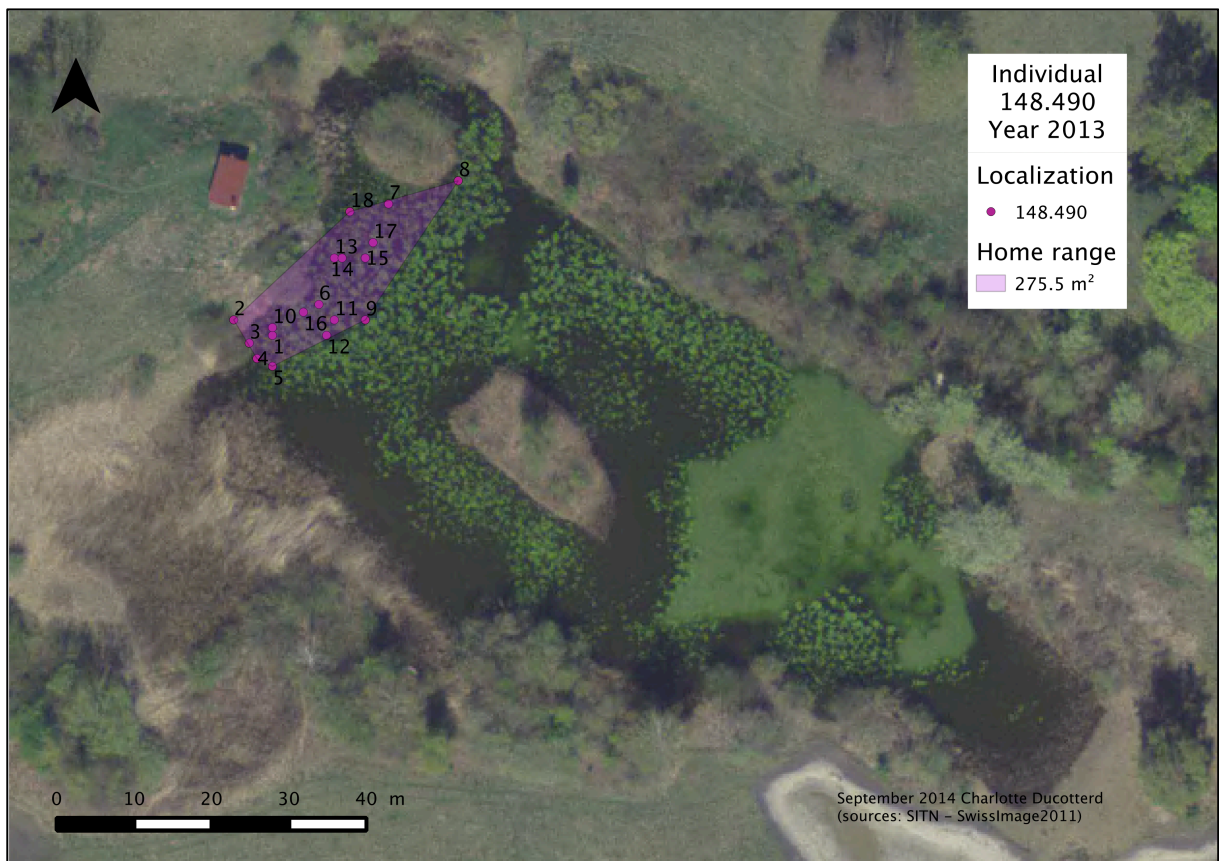 Individual
148.490
Year 2013
Localization
148.490
Home range
275.5 m²
8
7
18
17
13
15
14
6
2
10
11
9
16
3
1
12
4
5
0 10 20 30 40 m
September 2014 Charlotte Ducotterd
(sources: SITN - SwissImage2011)